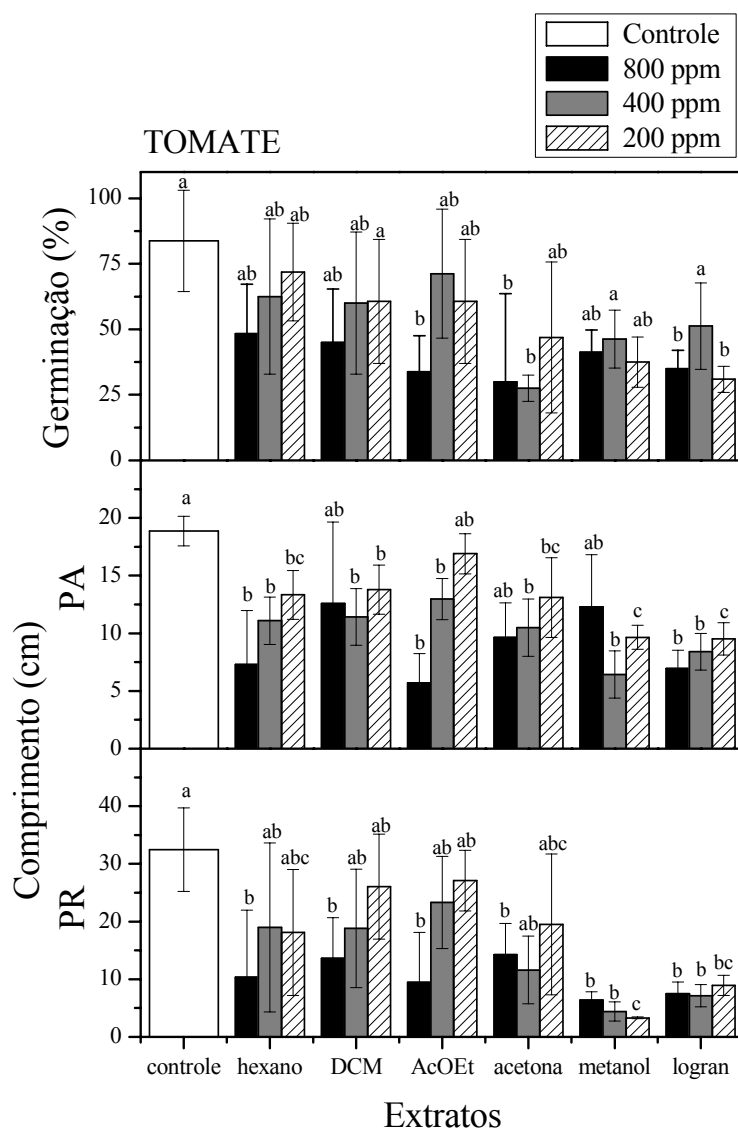 Controle
800 ppm
400 ppm
200 ppm
TOMATE
Germinação (%)
100
75
50
25
0
a
ab ab ab
ab ab a
b ab ab
b b ab
ab a ab
b a b
Comprimento (cm)
PA
20
15
10
5
0
a
b b bc
ab b b
b b ab
ab b bc
ab b c
b b c
PR
40
30
20
10
0
a
b ab abc
b ab ab
b ab ab
b ab abc
b b c
b b bc
controle hexano DCM AcOEt acetona metanol logran
Extratos